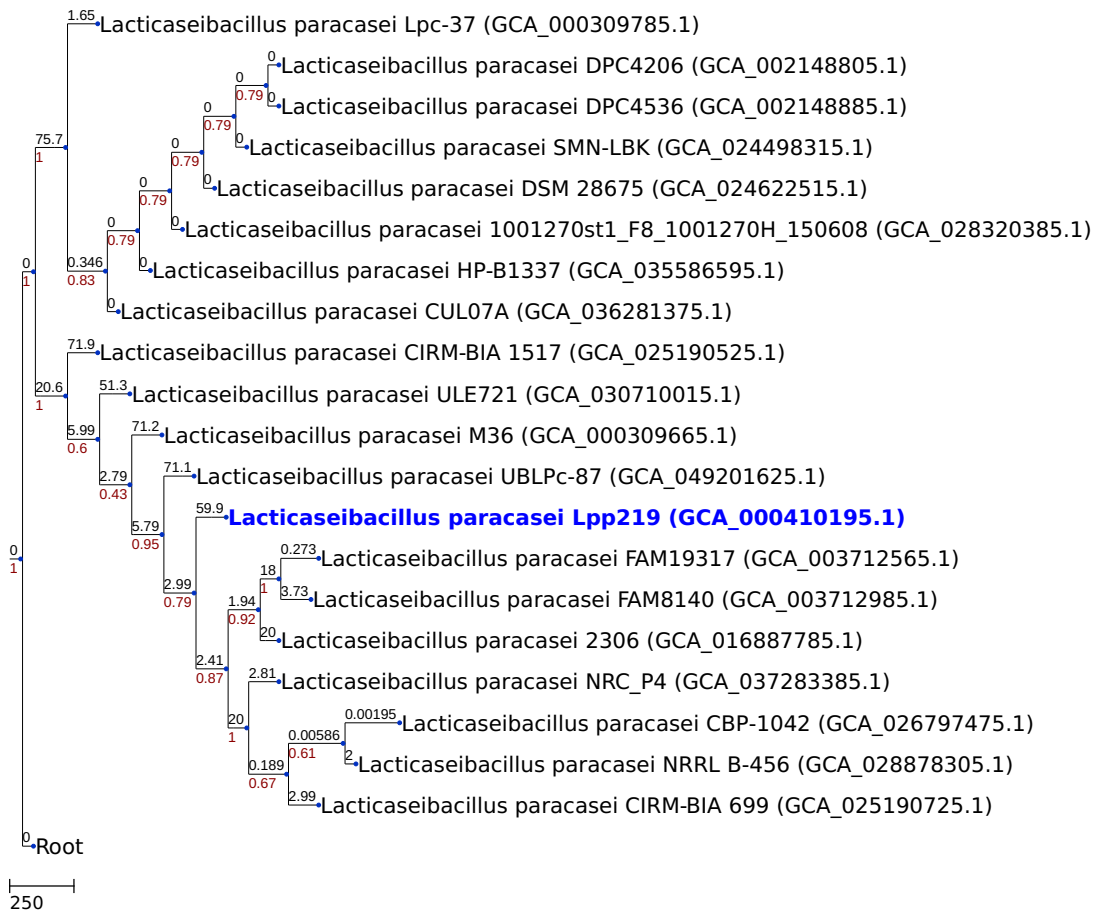 1.65 Lacticaseibacillus paracasei Lpc-37 (GCA_000309785.1)
0 Lacticaseibacillus paracasei DPC4206 (GCA_002148805.1)
0
0.79
0 Lacticaseibacillus paracasei DPC4536 (GCA_002148885.1)
0
0.79
75.7
1
0 Lacticaseibacillus paracasei SMN-LBK (GCA_024498315.1)
0
0.79
0 Lacticaseibacillus paracasei DSM 28675 (GCA_024622515.1)
0
0.79
0 Lacticaseibacillus paracasei 1001270st1_F8_1001270H_150608 (GCA_028320385.1)
0
0.79
0 Lacticaseibacillus paracasei HP-B1337 (GCA_035586595.1)
0
1
0.346
0.83
0 Lacticaseibacillus paracasei CUL07A (GCA_036281375.1)
71.9 Lacticaseibacillus paracasei CIRM-BIA 1517 (GCA_025190525.1)
20.6
1
51.3 Lacticaseibacillus paracasei ULE721 (GCA_030710015.1)
5.99
0.6
71.2 Lacticaseibacillus paracasei M36 (GCA_000309665.1)
2.79
0.43
71.1 Lacticaseibacillus paracasei UBLPc-87 (GCA_049201625.1)
5.79
0.95
59.9 Lacticaseibacillus paracasei Lpp219 (GCA_000410195.1)
0
1
0.273 Lacticaseibacillus paracasei FAM19317 (GCA_003712565.1)
18
1
2.99
0.79
3.73 Lacticaseibacillus paracasei FAM8140 (GCA_003712985.1)
1.94
0.92
20 Lacticaseibacillus paracasei 2306 (GCA_016887785.1)
2.41
0.87
2.81 Lacticaseibacillus paracasei NRC_P4 (GCA_037283385.1)
20
1
0.00195 Lacticaseibacillus paracasei CBP-1042 (GCA_026797475.1)
0.00586
0.61
2 Lacticaseibacillus paracasei NRRL B-456 (GCA_028878305.1)
0.189
0.67
2.99 Lacticaseibacillus paracasei CIRM-BIA 699 (GCA_025190725.1)
0 Root
250